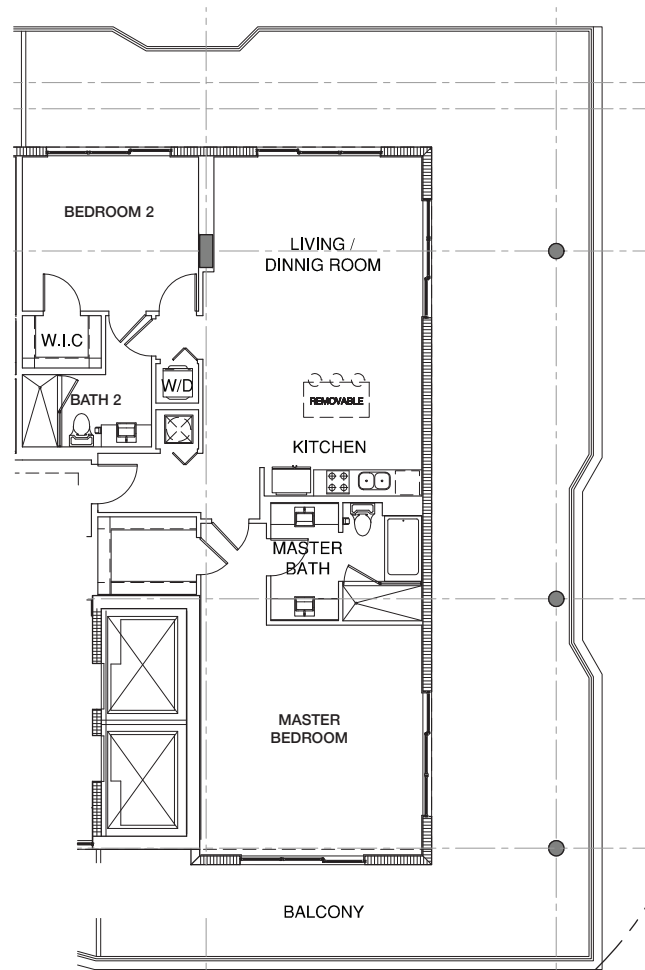 BEDROOM 2
LIVING /
DINNIG ROOM
W.I.C
W/D
BATH 2
REMOVABLE
KITCHEN
MASTER
BATH
MASTER
BEDROOM
BALCONY